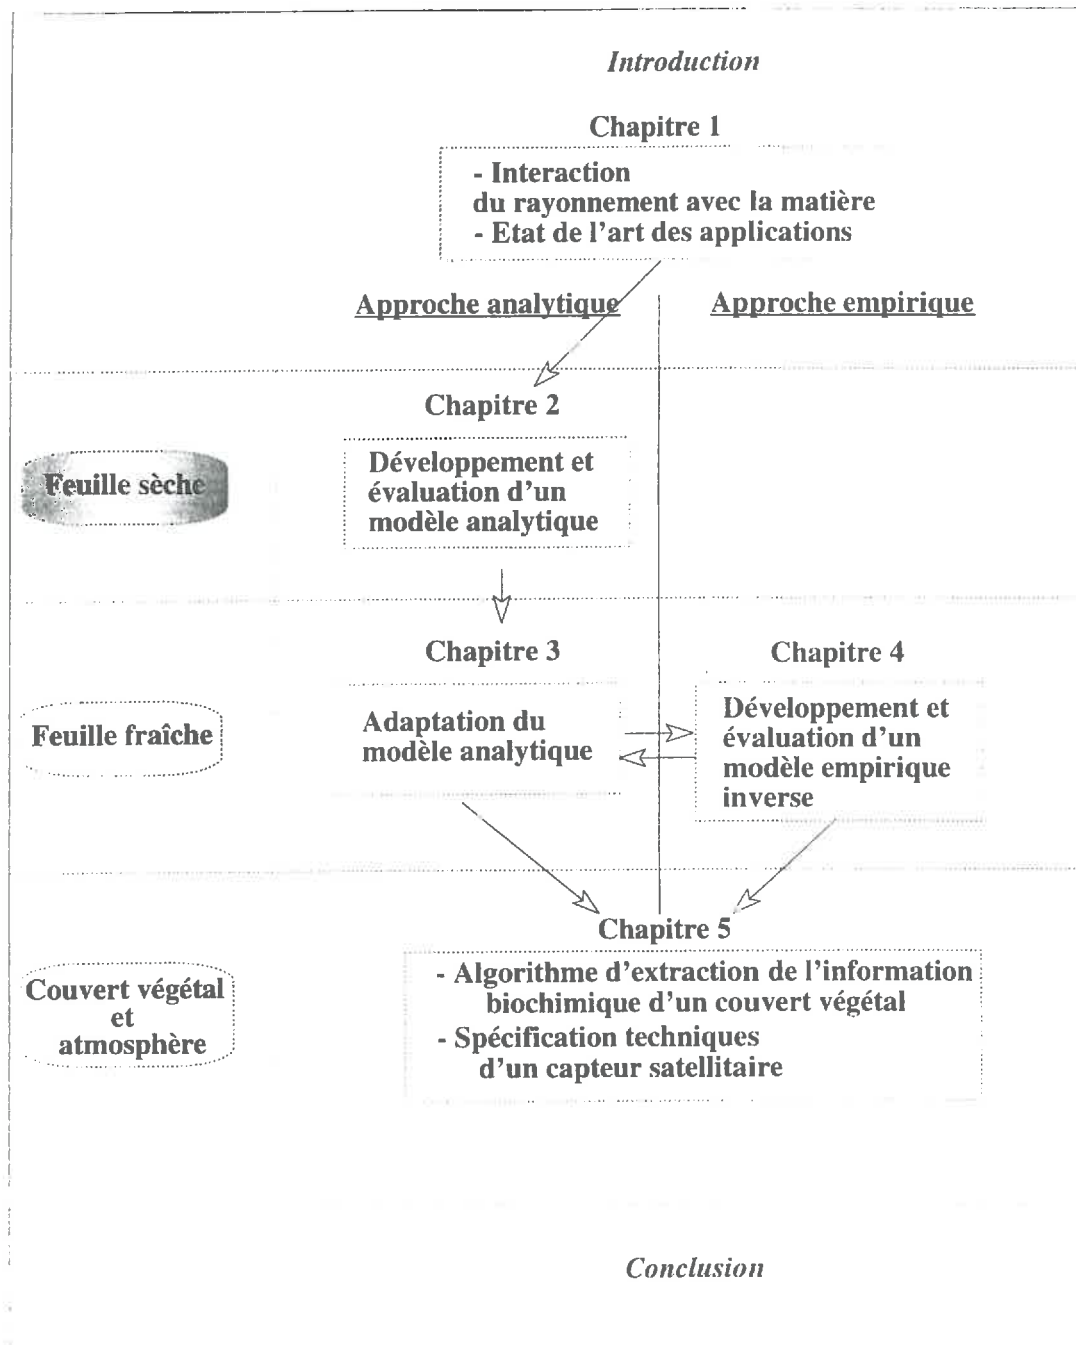 Introduction
Chapitre 1
- Interaction
du rayonnement avec la matière
- Etat de l'art des applications
Approche analytique
Approche empirique
Chapitre 2
Feuille sèche
Développement et
évaluation d'un
modèle analytique
Chapitre 3
Chapitre 4
Feuille fraîche
Adaptation du
modèle analytique
Développement et
évaluation d'un
modèle empirique
inverse
Chapitre 5
Couvert végétal
et
atmosphère
- Algorithme d'extraction de l'information
biochimique d'un couvert végétal
- Spécification techniques
d'un capteur satellitaire
Conclusion